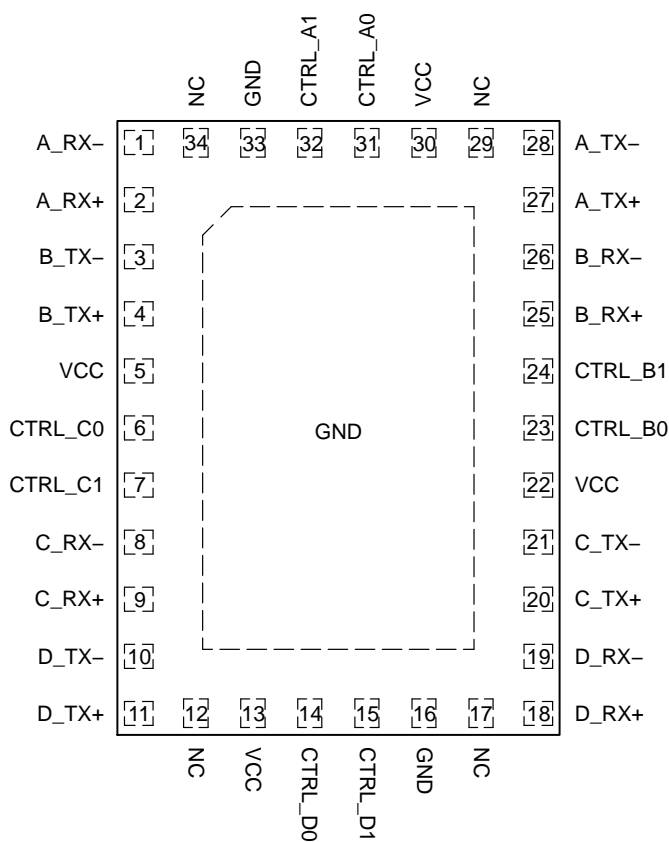 NC GND CTRL_A1 CTRL_A0 VCC NC
A_RX− 1 34 33 32 31 30 29 28 A_TX−
A_RX+ 2 27 A_TX+
B_TX− 3 26 B_RX−
B_TX+ 4 25 B_RX+
VCC 5 24 CTRL_B1
CTRL_C0 6 GND 23 CTRL_B0
CTRL_C1 7 22 VCC
C_RX− 8 21 C_TX−
C_RX+ 9 20 C_TX+
D_TX− 10 19 D_RX−
D_TX+ 11 12 13 14 15 16 17 18 D_RX+
NC VCC CTRL_D0 CTRL_D1 GND NC